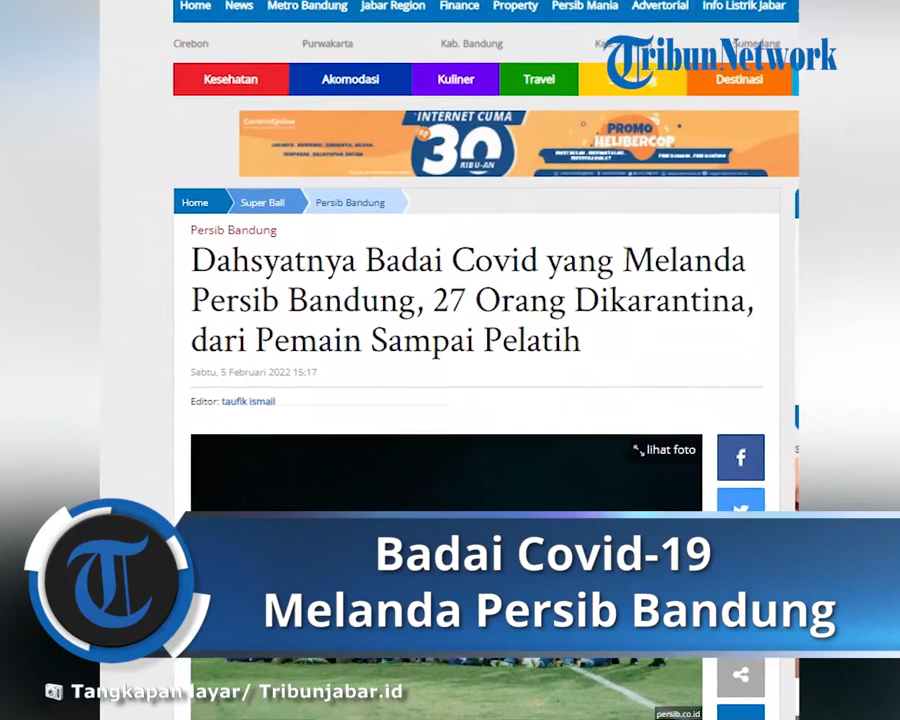 Home News Metro Bandung Jabar Region Finance Property Persib Mania Advertorial Info Listrik Jabar
Cirebon Purwakarta Kab. Bandung Sumedang
TribunNetwork
Kesehatan Akomodasi Kuliner Travel Destinasi
CentrinOnline
INTERNET CUMA
Rp 30
RIBU-AN
PROMO
HELIBERCOP
Home Super Ball Persib Bandung
Persib Bandung
Dahsyatnya Badai Covid yang Melanda
Persib Bandung, 27 Orang Dikarantina,
dari Pemain Sampai Pelatih
Sabtu, 5 Februari 2022 15:17
Editor: taufik ismail
lihat foto
f
Badai Covid-19
Melanda Persib Bandung
T
Tangkapan layar/ Tribunjabar.id
persib.co.id